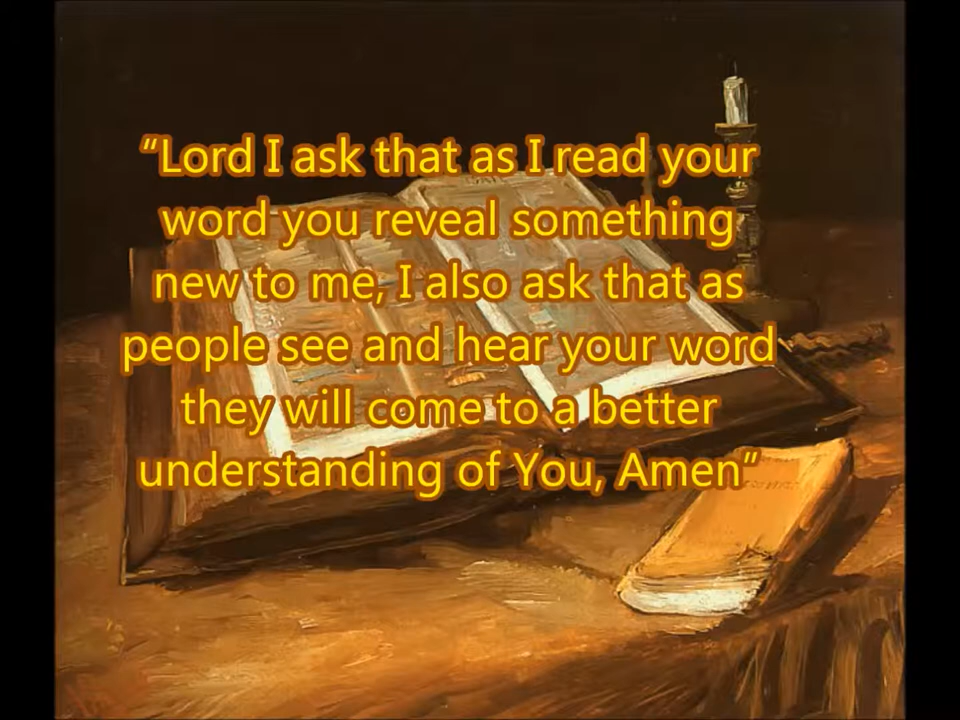 “Lord I ask that as I read your
word you reveal something
new to me, I also ask that as
people see and hear your word
they will come to a better
understanding of You, Amen”